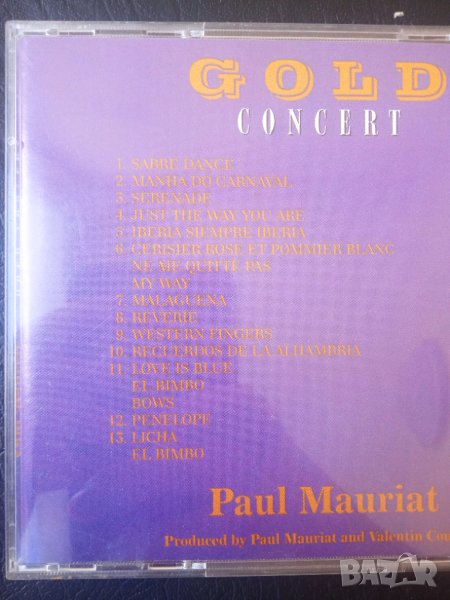 GOLD
CONCERT
1. SABRE DANCE
2. MANHA DO CARNAVAL
3. SERENADE
4. JUST THE WAY YOU ARE
5. IBERIA SIEMPRE IBERIA
6. CERISIER ROSE ET POMMIER BLANC
NE ME QUITTE PAS
MY WAY
7. MALAGUENA
8. REVERIE
9. WESTERN FINGERS
10. RECUERDOS DE LA ALHAMBRIA
11. LOVE IS BLUE
EL BIMBO
BOWS
12. PENELOPE
13. LICHA
EL BIMBO
Paul Mauriat
Produced by Paul Mauriat and Valentin
BAZAR